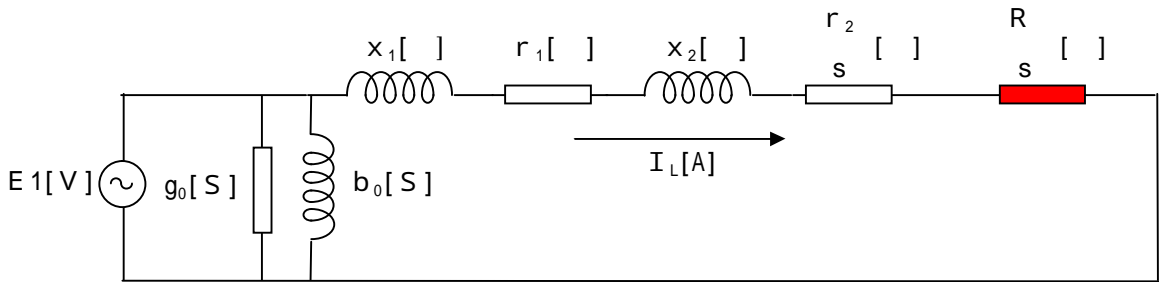 x₁[ ]
r₁[ ]
x₂[ ]
r₂
s
[ ]
R
s
[ ]
I_L[A]
E1[V]
g₀[S]
b₀[S]